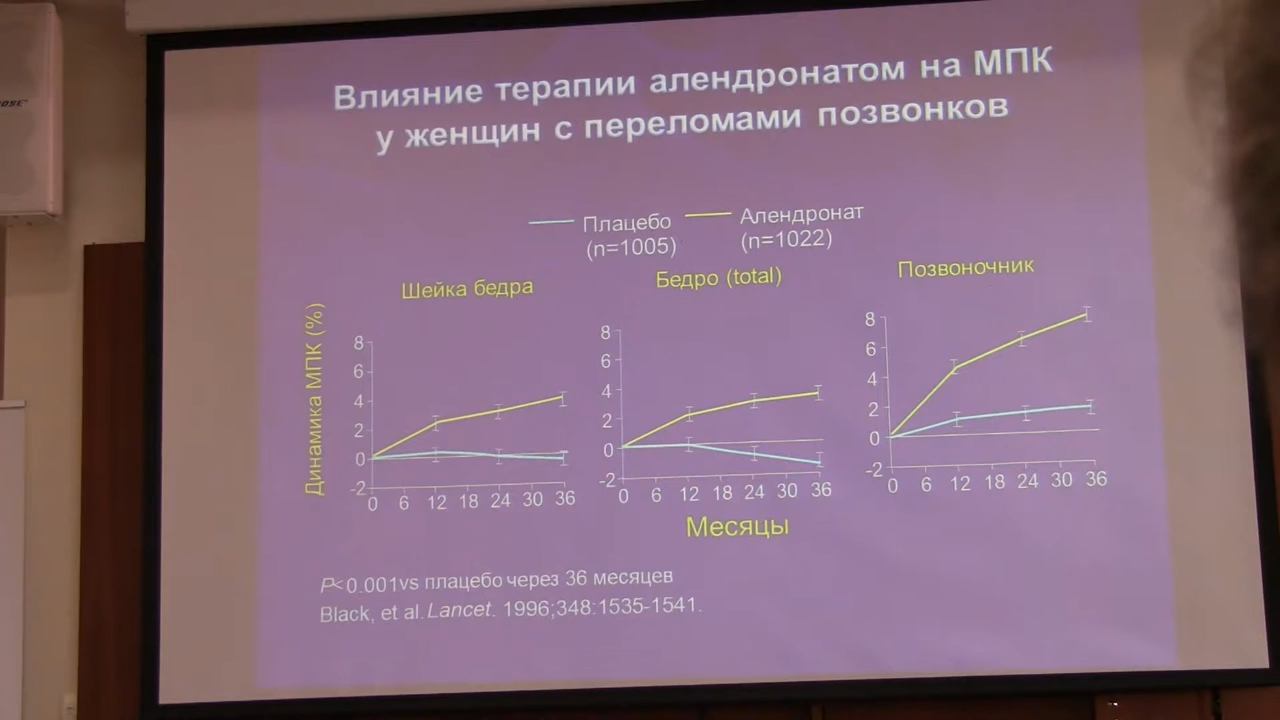 Влияние терапии алендронатом на МПК
у женщин с переломами позвонков
Плацебо
(n=1005)
Алендронат
(n=1022)
Шейка бедра
Бедро (total)
Позвоночник
Динамика МПК (%)
8
6
4
2
0
-2
0 6 12 18 24 30 36
8
6
4
2
0
-2
0 6 12 18 24 30 36
8
6
4
2
0
-2
0 6 12 18 24 30 36
Месяцы
P<0.001vs плацебо через 36 месяцев
Black, et al. Lancet. 1996;348:1535-1541.